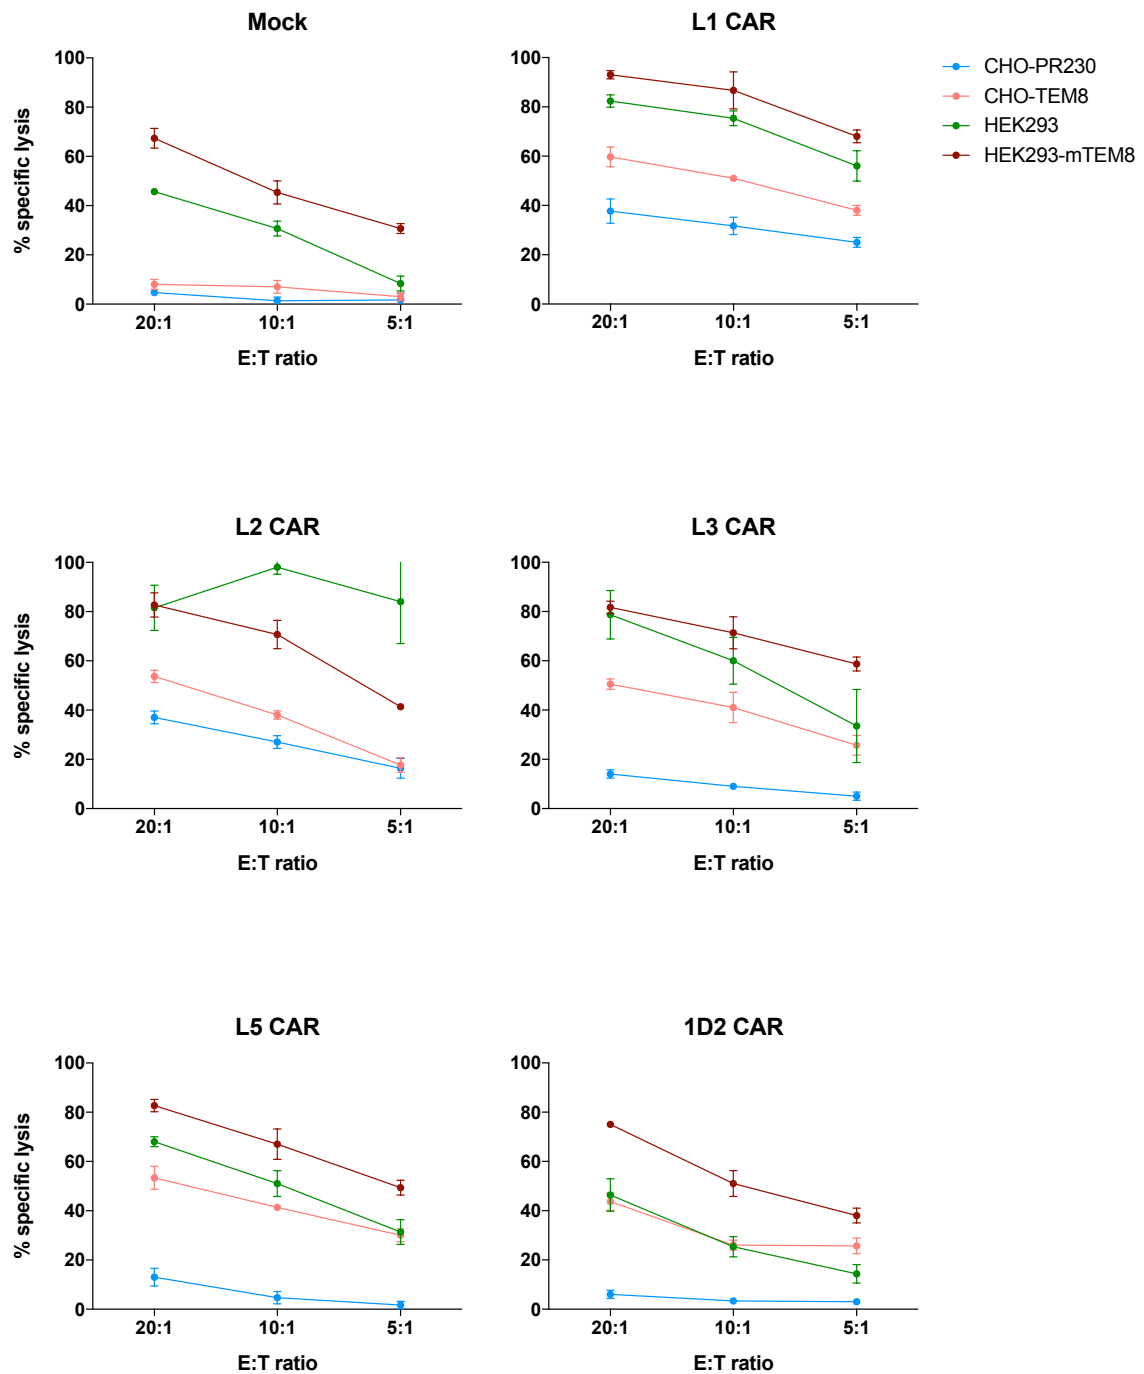 Mock
% specific lysis
100
80
60
40
20
0
20:1 10:1 5:1
E:T ratio
L1 CAR
100
80
60
40
20
0
20:1 10:1 5:1
E:T ratio
CHO-PR230
CHO-TEM8
HEK293
HEK293-mTEM8
L2 CAR
% specific lysis
100
80
60
40
20
0
20:1 10:1 5:1
E:T ratio
L3 CAR
100
80
60
40
20
0
20:1 10:1 5:1
E:T ratio
L5 CAR
% specific lysis
100
80
60
40
20
0
20:1 10:1 5:1
E:T ratio
1D2 CAR
100
80
60
40
20
0
20:1 10:1 5:1
E:T ratio